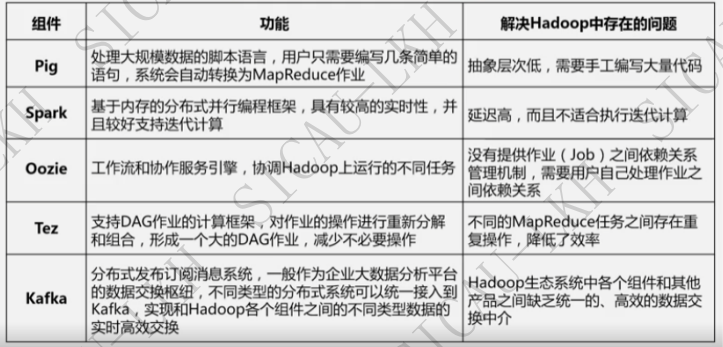 组件 功能 解决Hadoop中存在的问题
Pig
处理大规模数据的脚本语言，用户只需要编写几条简单的
语句，系统会自动转换为MapReduce作业
抽象层次低，需要手工编写大量代码
Spark
基于内存的分布式并行编程框架，具有较高的实时性，并
且较好支持迭代计算
延迟高，而且不适合执行迭代计算
Oozie
工作流和协作服务引擎，协调Hadoop上运行的不同任务
没有提供作业（Job）之间依赖关系
管理机制，需要用户自己处理作业之
间依赖关系
Tez
支持DAG作业的计算框架，对作业的操作进行重新分解
和组合，形成一个大的DAG作业，减少不必要操作
不同的MapReduce任务之间存在重
复操作，降低了效率
Kafka
分布式发布订阅消息系统，一般作为企业大数据分析平台
的数据交换枢纽，不同类型的分布式系统可以统一接入到
Kafka，实现和Hadoop各个组件之间的不同类型数据的
实时高效交换
Hadoop生态系统中各个组件和其他
产品之间缺乏统一的、高效的数据交
换中介
SICAU-LKH
SICAU-LKH